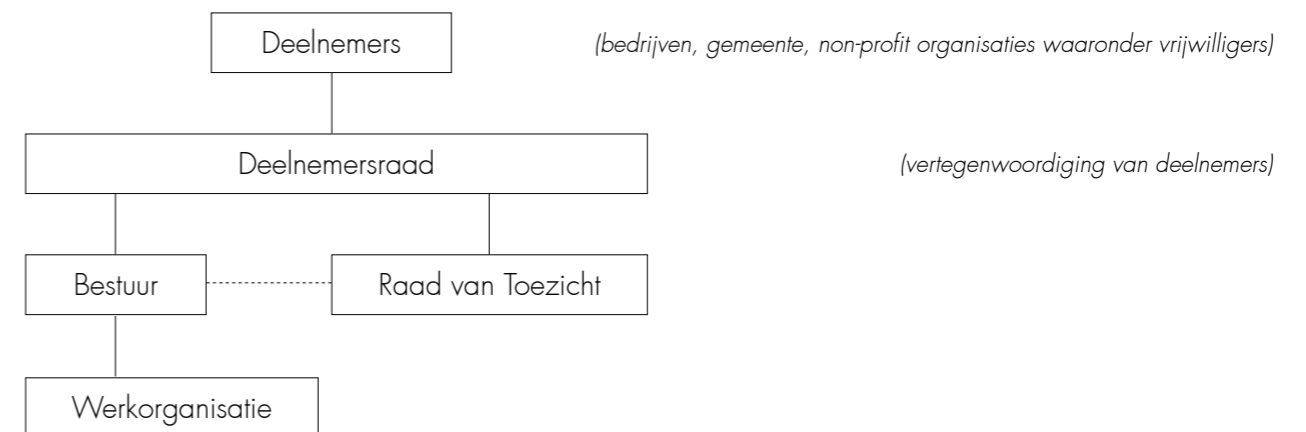 Deelnemers (bedrijven, gemeente, non-profit organisaties waaronder vrijwilligers)
Deelnemersraad (vertegenwoordiging van deelnemers)
Bestuur Raad van Toezicht
Werkorganisatie